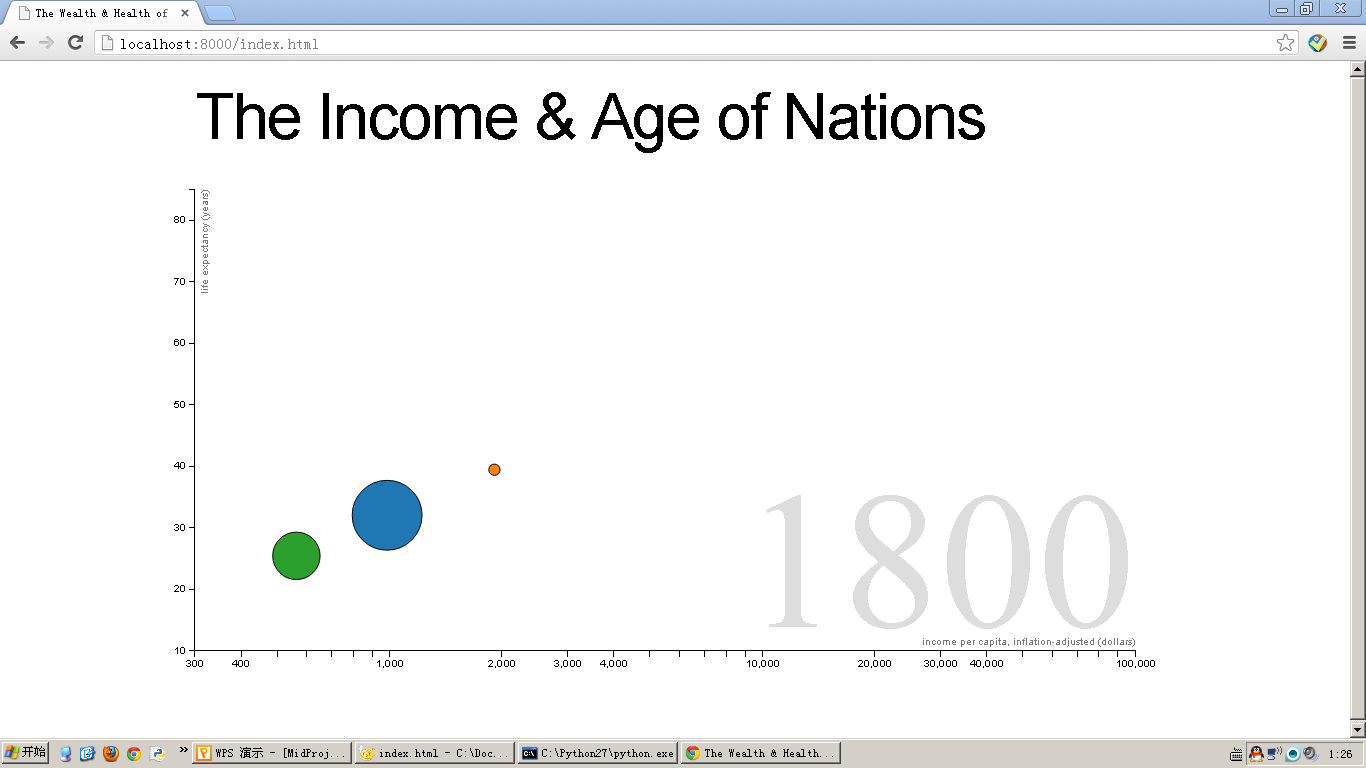 The Wealth & Health of
localhost:8000/index.html
The Income & Age of Nations
life expectancy (years)
80
70
60
50
40
30
20
10
1800
income per capita, inflation-adjusted (dollars)
300 400 1,000 2,000 3,000 4,000 10,000 20,000 30,000 40,000 100,000
开始 WPS 演示 - [MidProj... index.html - C:\Doc... C:\Python27\python.exe The Wealth & Health... 1:26